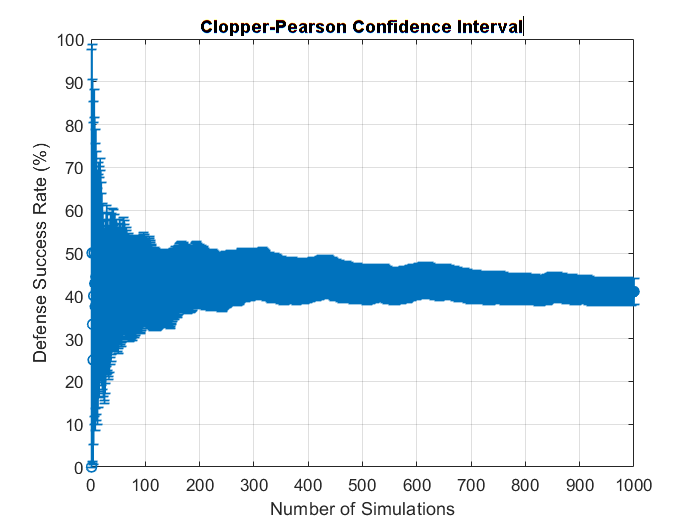 Clopper-Pearson Confidence Interval
100
90
80
70
60
50
40
30
20
10
0
Defense Success Rate (%)
0 100 200 300 400 500 600 700 800 900 1000
Number of Simulations